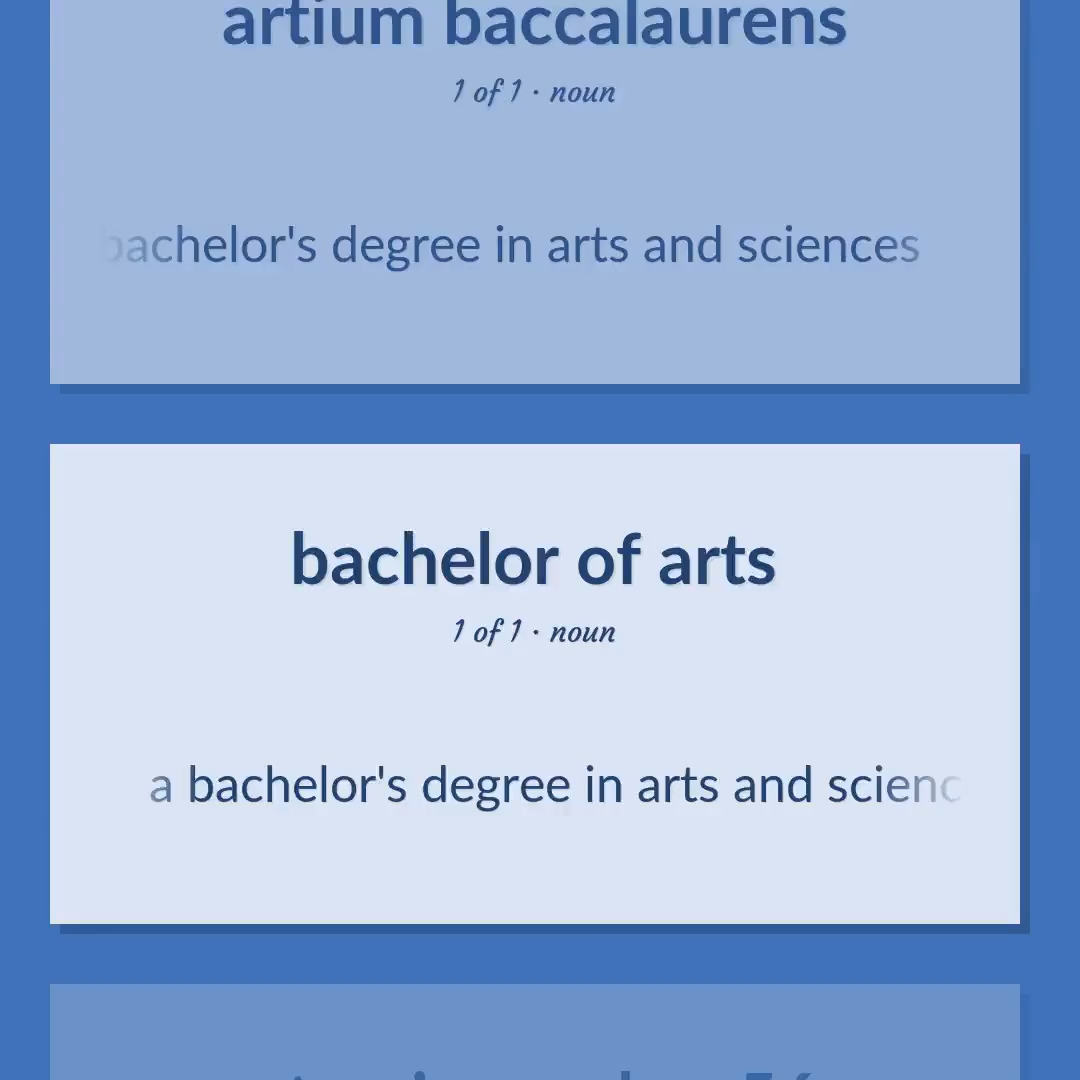 artium baccalaurens
1 of 1 · noun
bachelor's degree in arts and sciences
bachelor of arts
1 of 1 · noun
a bachelor's degree in arts and scienc